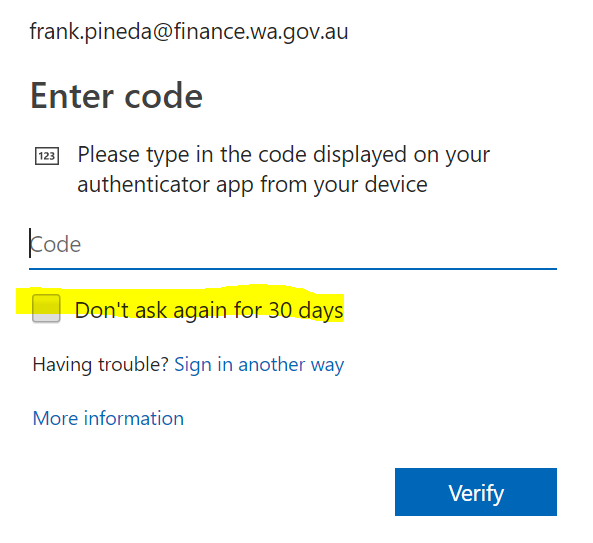 frank.pineda@finance.wa.gov.au
Enter code
123
Please type in the code displayed on your
authenticator app from your device
Code
Don't ask again for 30 days
Having trouble? Sign in another way
More information
Verify